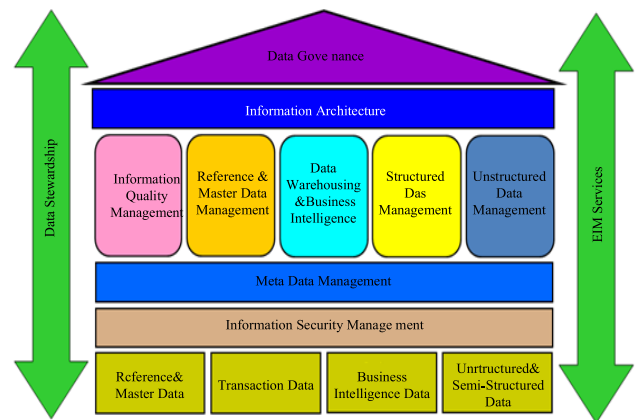 Data Gove nance
Information Architecture
Data Stewardship
EIM Services
Information
Quality
Management
Reference &
Master Data
Management
Data
Warehousing
&Business
Intelligence
Structured
Das
Management
Unstructured
Data
Management
Meta Data Management
Information Security Manage ment
Rcference&
Master Data
Transaction Data
Business
Intelligence Data
Unrtructured&
Semi-Structured
Data